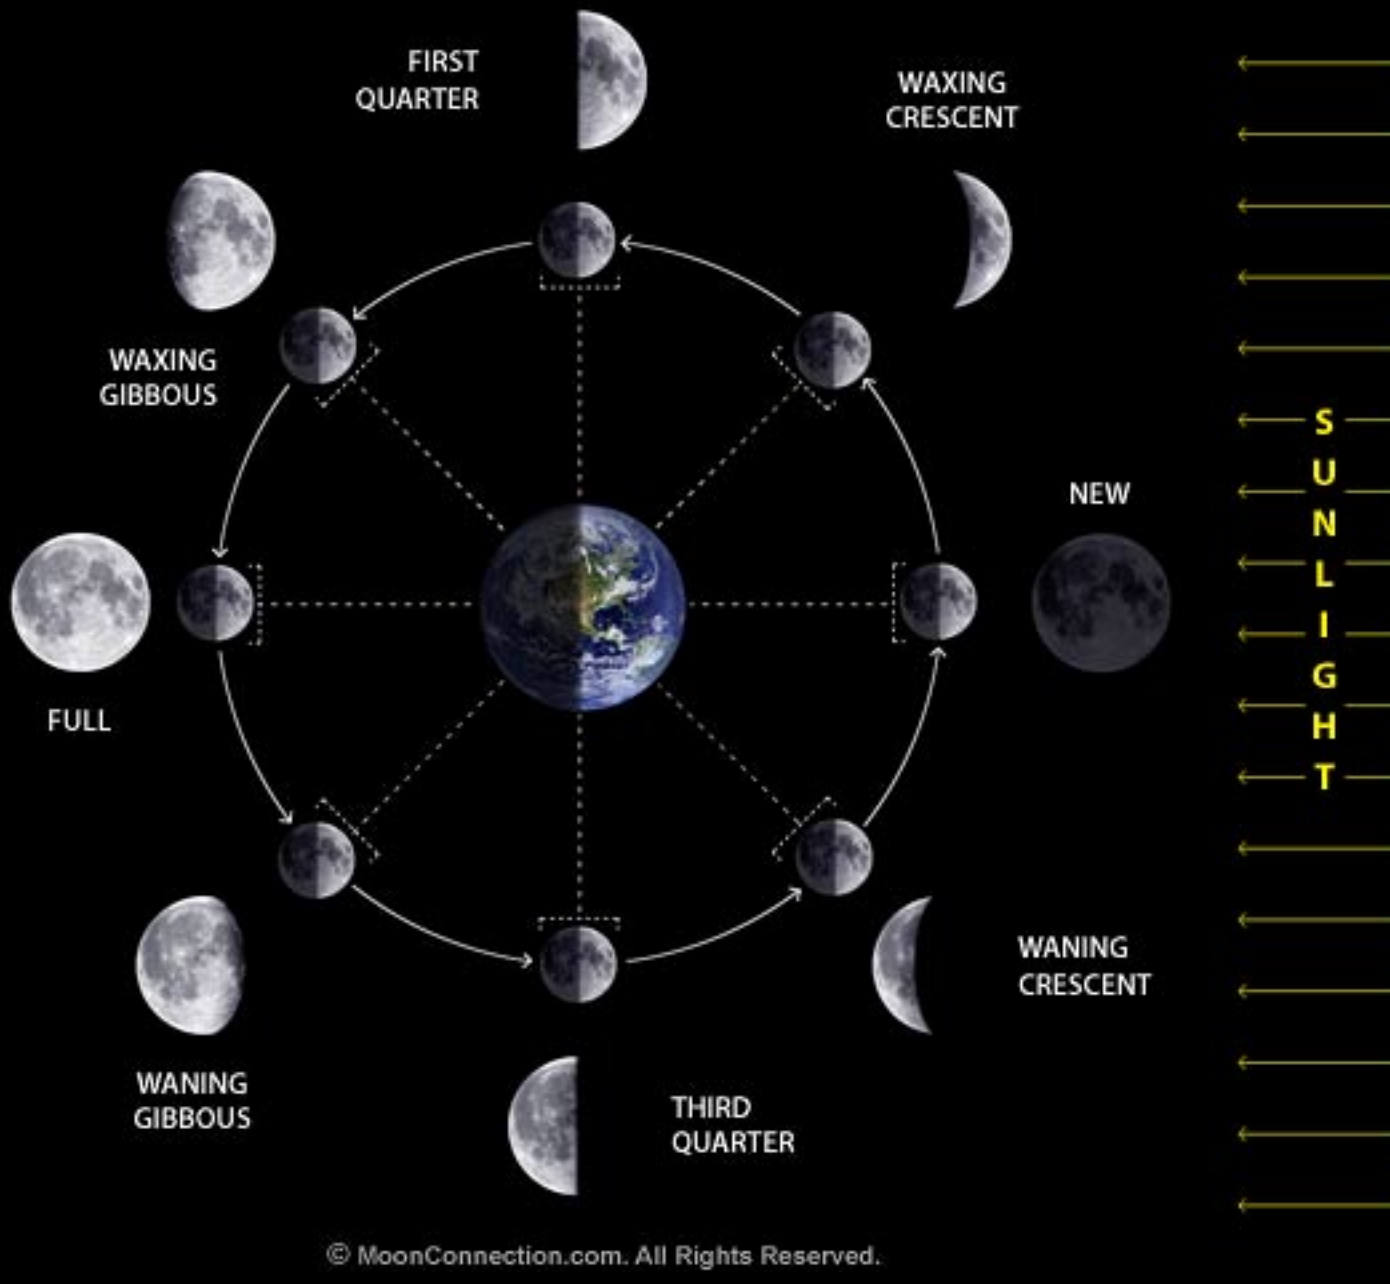 FIRST
QUARTER
WAXING
CRESCENT
WAXING
GIBBOUS
NEW
SUNLIGHT
FULL
WANING
CRESCENT
WANING
GIBBOUS
THIRD
QUARTER
© MoonConnection.com. All Rights Reserved.